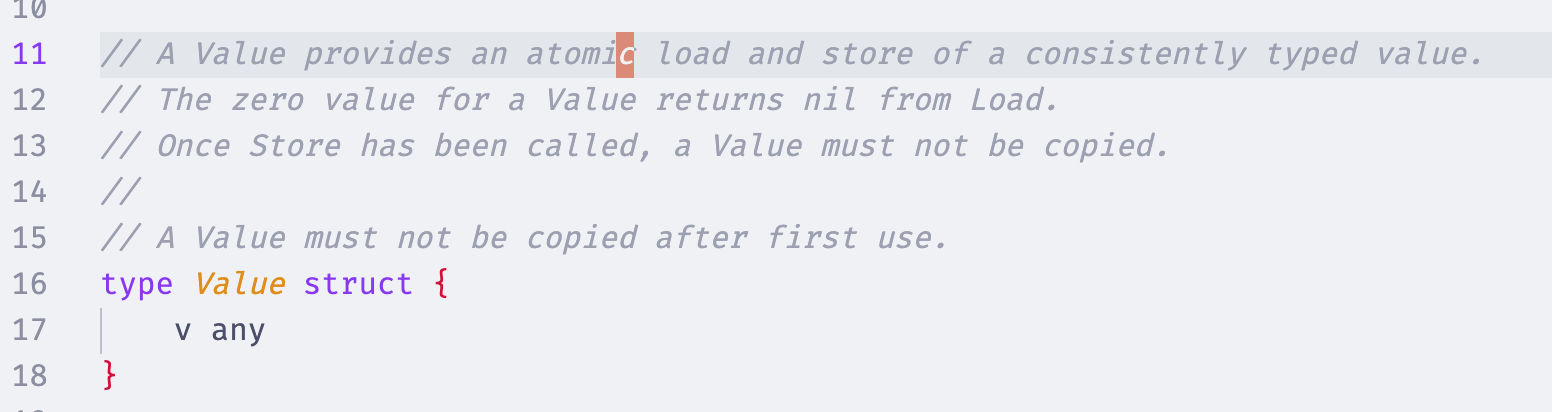 10
11 // A Value provides an atomic load and store of a consistently typed value.
12 // The zero value for a Value returns nil from Load.
13 // Once Store has been called, a Value must not be copied.
14 //
15 // A Value must not be copied after first use.
16 type Value struct {
17 v any
18 }